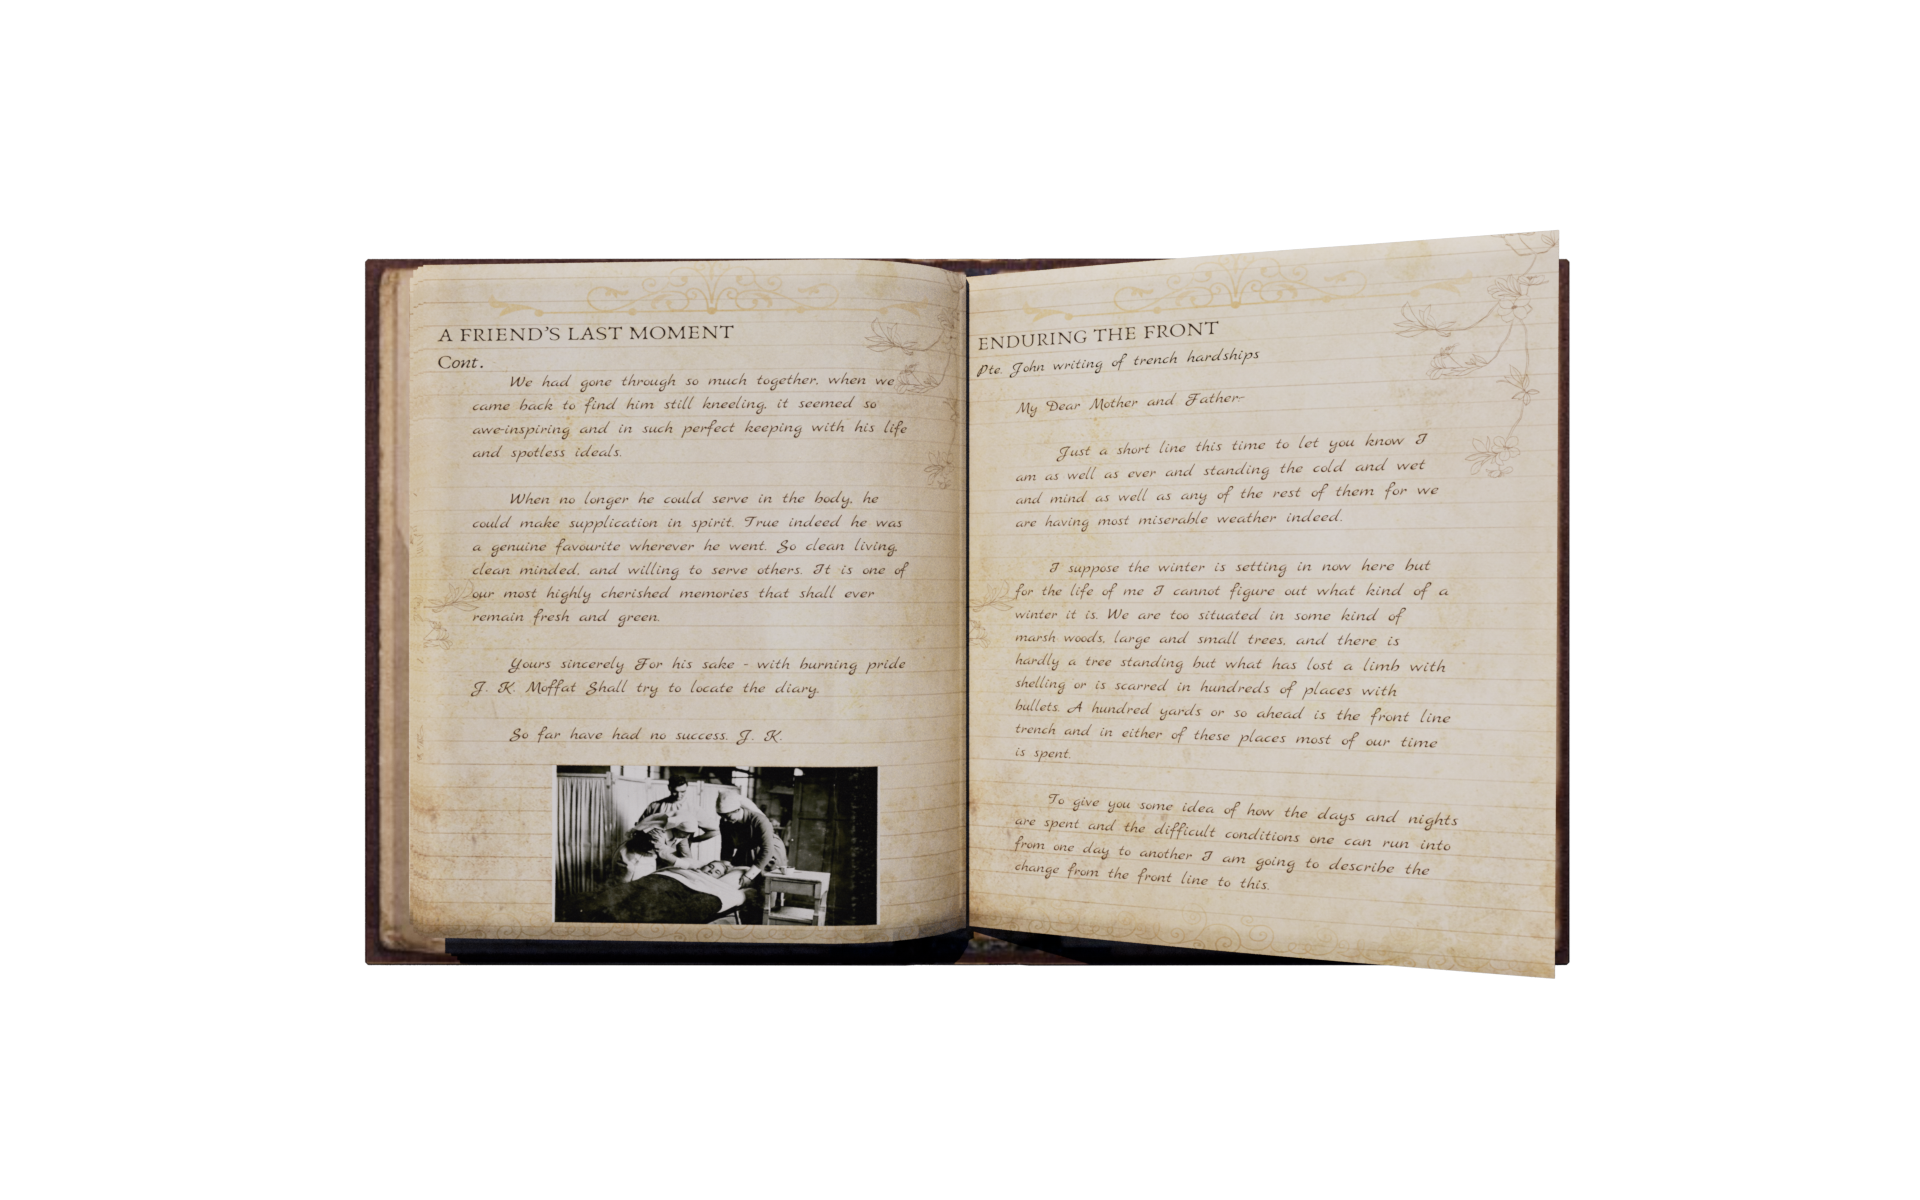 A FRIEND'S LAST MOMENT
Cont.
We had gone through so much together, when we
came back to find him still kneeling, it seemed so
awe-inspiring and in such perfect keeping with his life
and spotless ideals.
When no longer he could serve in the body, he
could make supplication in spirit. True indeed he was
a genuine favourite wherever he went. So clean living,
clean minded, and willing to serve others. It is one of
our most highly cherished memories that shall ever
remain fresh and green.
Yours sincerely For his sake - with burning pride
J. K. Moffat Shall try to locate the diary.
So far have had no success. J. K.
ENDURING THE FRONT
Pte. John writing of trench hardships
My Dear Mother and Father-
Just a short line this time to let you know I
am as well as ever and standing the cold and wet
and mind as well as any of the rest of them for we
are having most miserable weather indeed.
I suppose the winter is setting in now here but
for the life of me I cannot figure out what kind of a
winter it is. We are too situated in some kind of
marsh woods, large and small trees, and there is
hardly a tree standing but what has lost a limb with
shelling or is scarred in hundreds of places with
bullets. A hundred yards or so ahead is the front line
trench and in either of these places most of our time
is spent.
To give you some idea of how the days and nights
are spent and the difficult conditions one can run into
from one day to another I am going to describe the
change from the front line to this.